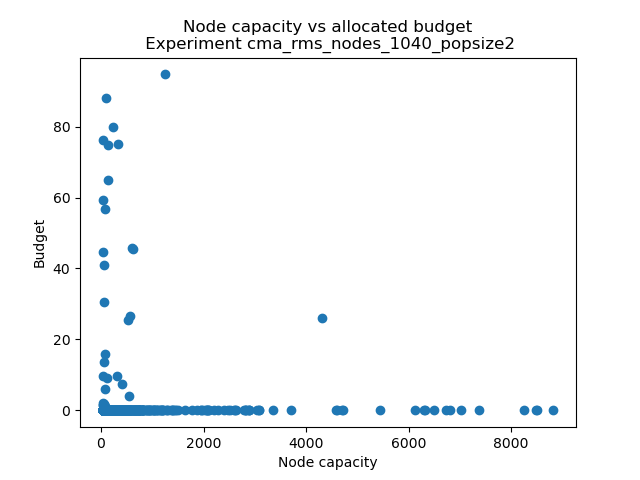 Node capacity vs allocated budget
Experiment cma_rms_nodes_1040_popsize2
80
60
40
20
0
Budget
0 2000 4000 6000 8000
Node capacity